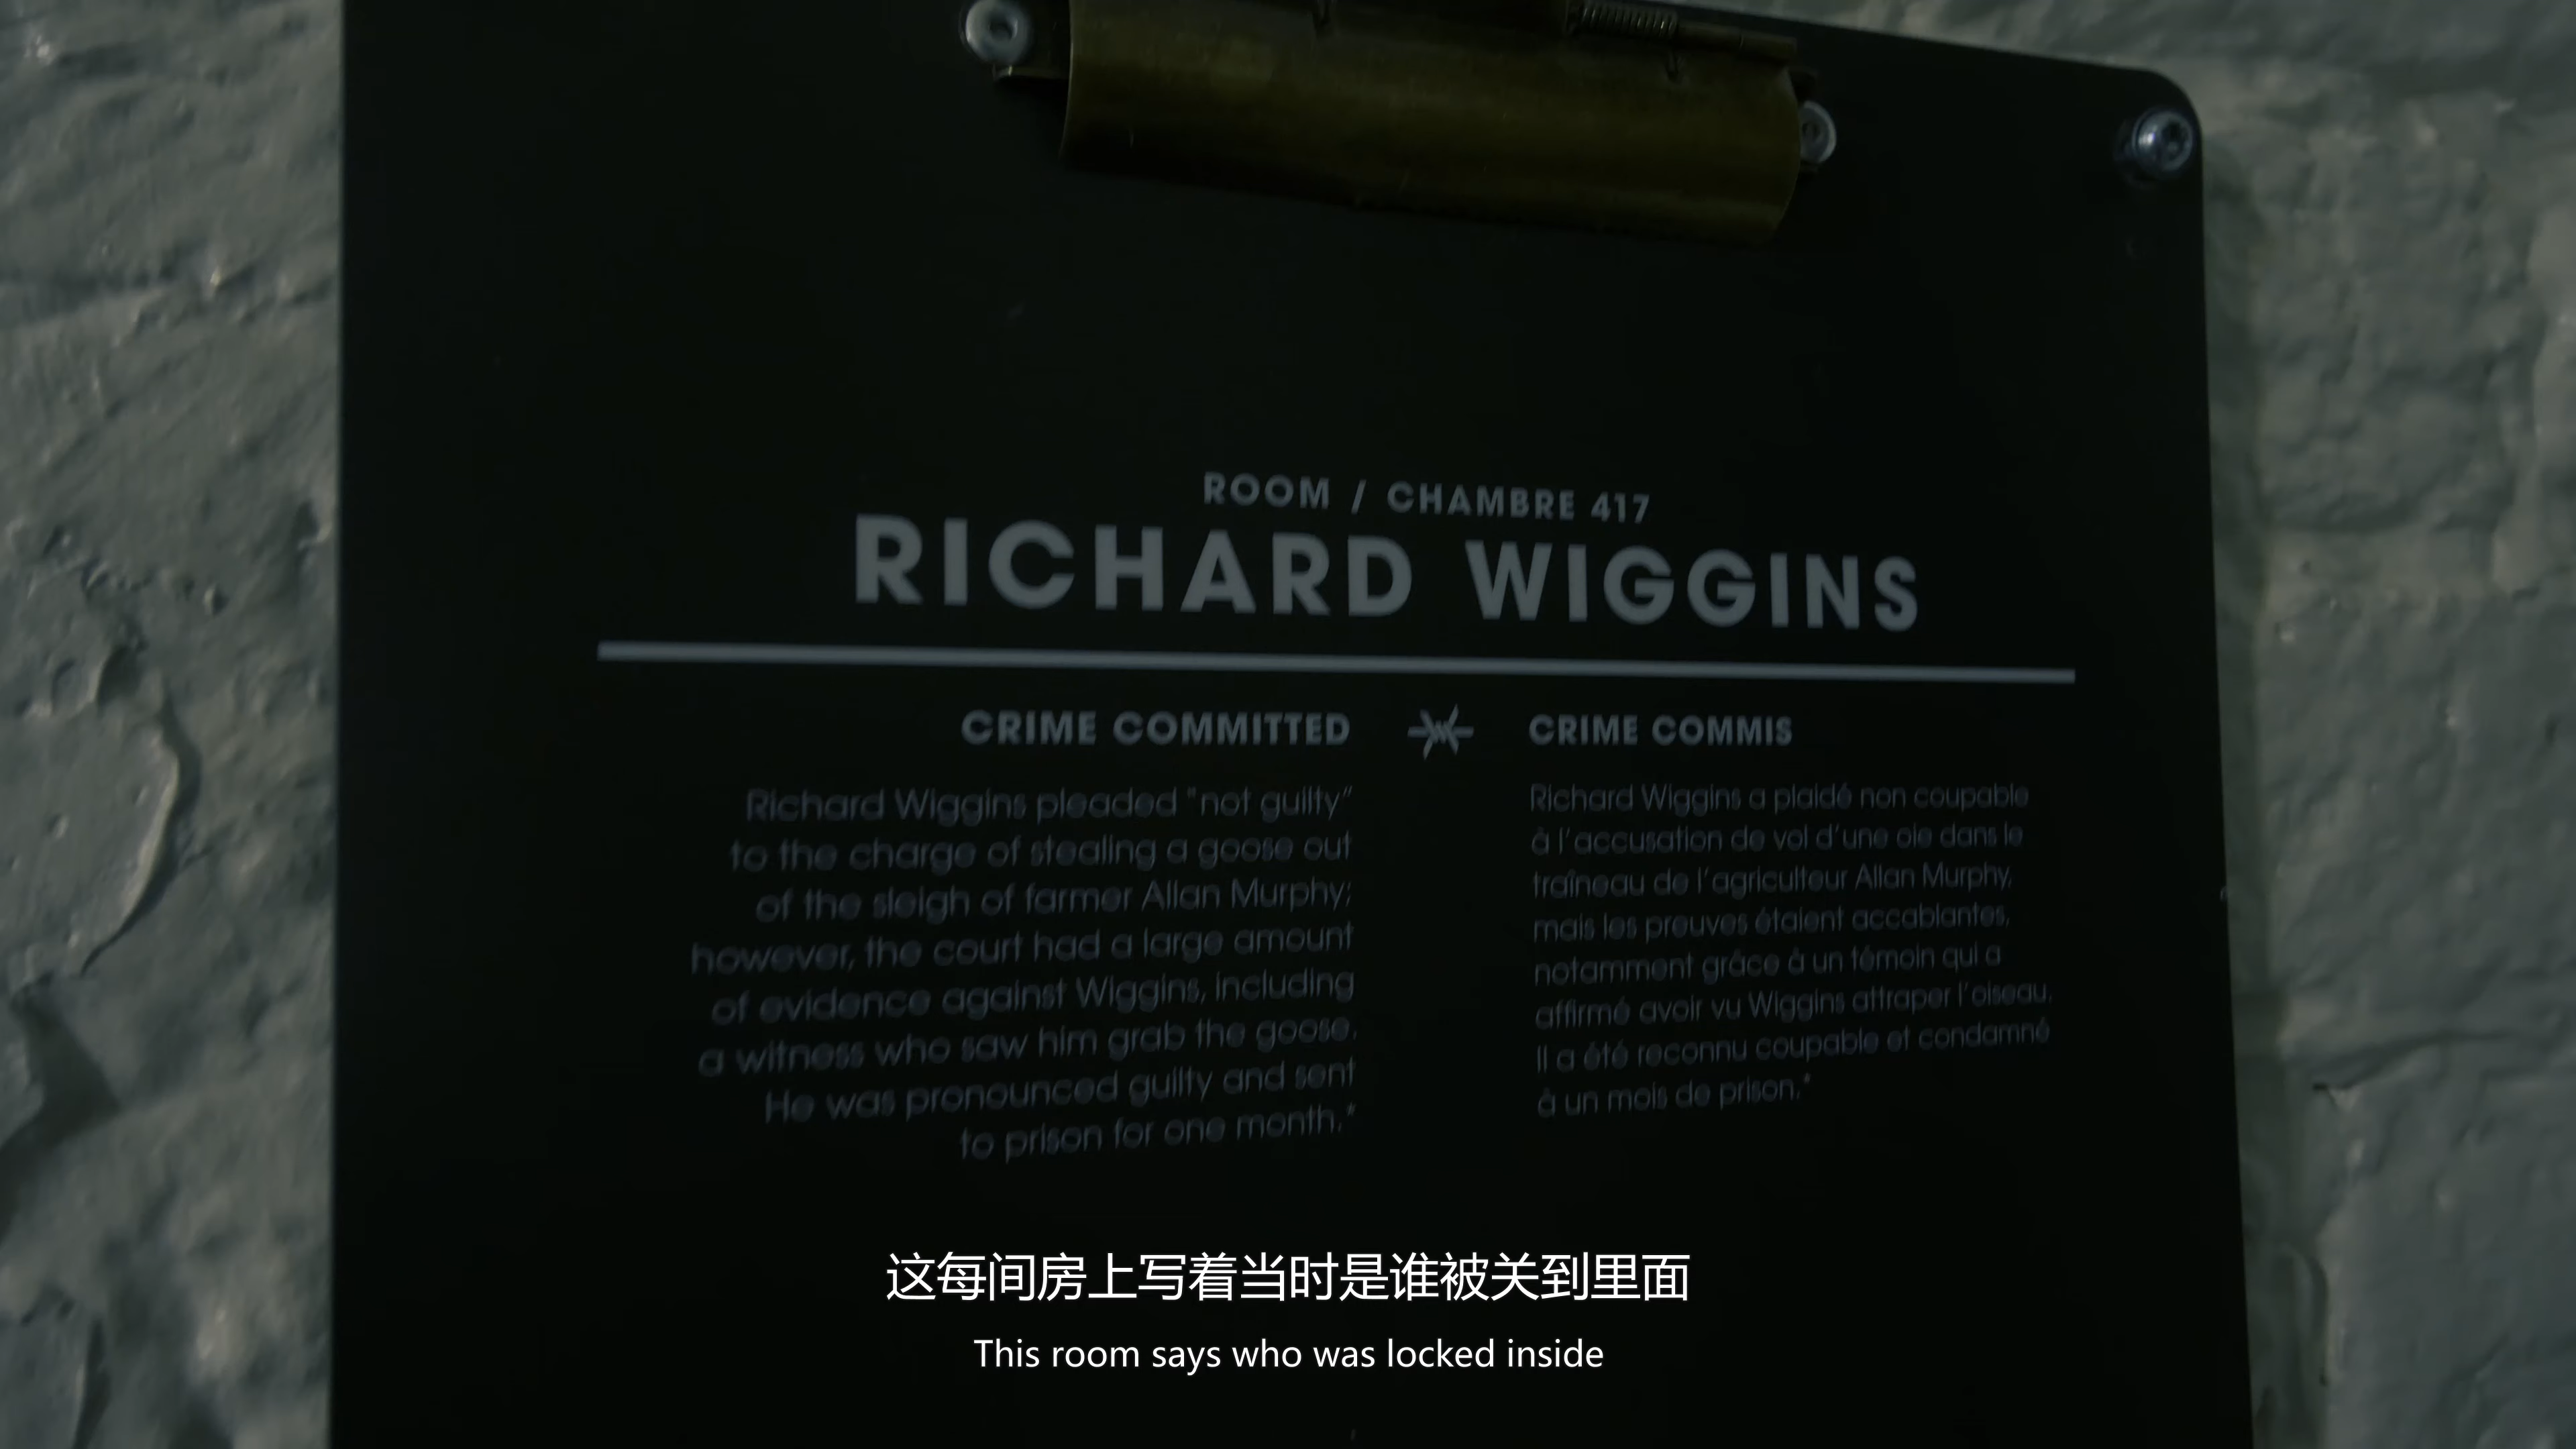 ROOM / CHAMBRE 417
RICHARD WIGGINS
CRIME COMMITTED
Richard Wiggins pleaded "not guilty"
to the charge of stealing a goose out
of the sleigh of farmer Allan Murphy;
however, the court had a large amount
of evidence against Wiggins, including
a witness who saw him grab the goose.
He was pronounced guilty and sent
to prison for one month.*
CRIME COMMIS
Richard Wiggins a plaidé non coupable
à l'accusation de vol d'une oie dans le
traîneau de l'agriculteur Allan Murphy,
mais les preuves étaient accablantes,
notamment grâce à un témoin qui a
affirmé avoir vu Wiggins attraper l'oiseau.
Il a été reconnu coupable et condamné
à un mois de prison.*
这每间房上写着当时是谁被关到里面
This room says who was locked inside